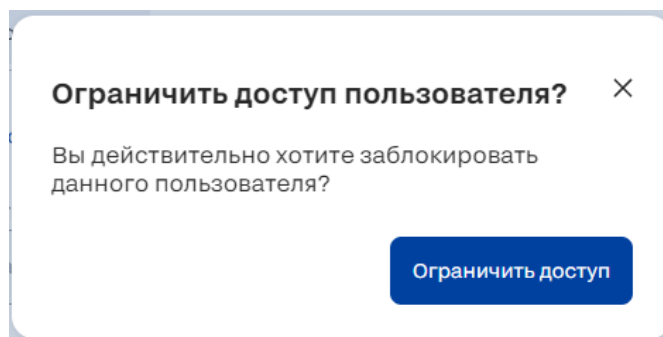 Ограничить доступ пользователя?
Вы действительно хотите заблокировать
данного пользователя?
Ограничить доступ